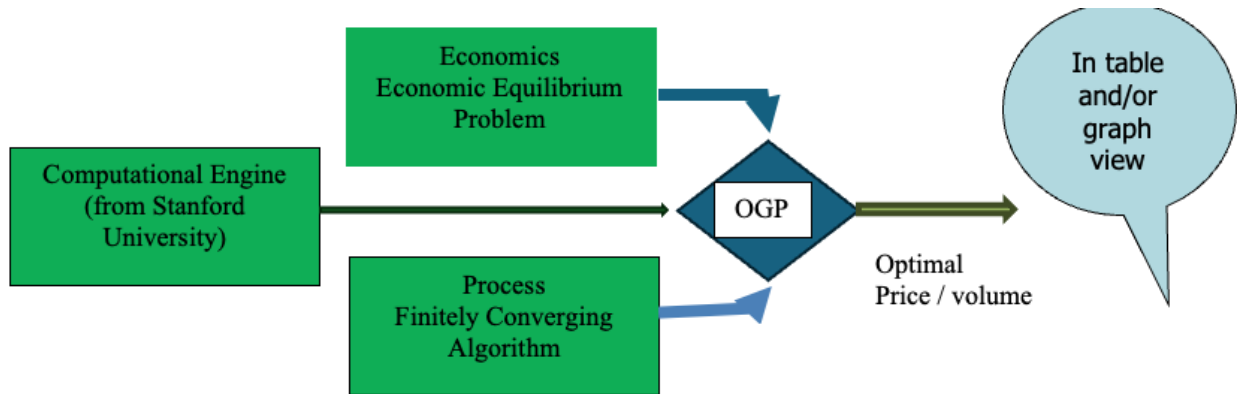 Economics
Economic Equilibrium
Problem
Computational Engine
(from Stanford
University)
Process
Finitely Converging
Algorithm
OGP
Optimal
Price / volume
In table
and/or
graph
view